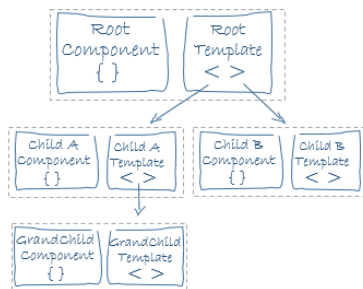 Root
Component
{ }
Root
Template
< >
Child A
Component
{ }
Child A
Template
< >
Child B
Component
{ }
Child B
Template
< >
GrandChild
Component
{ }
GrandChild
Template
< >